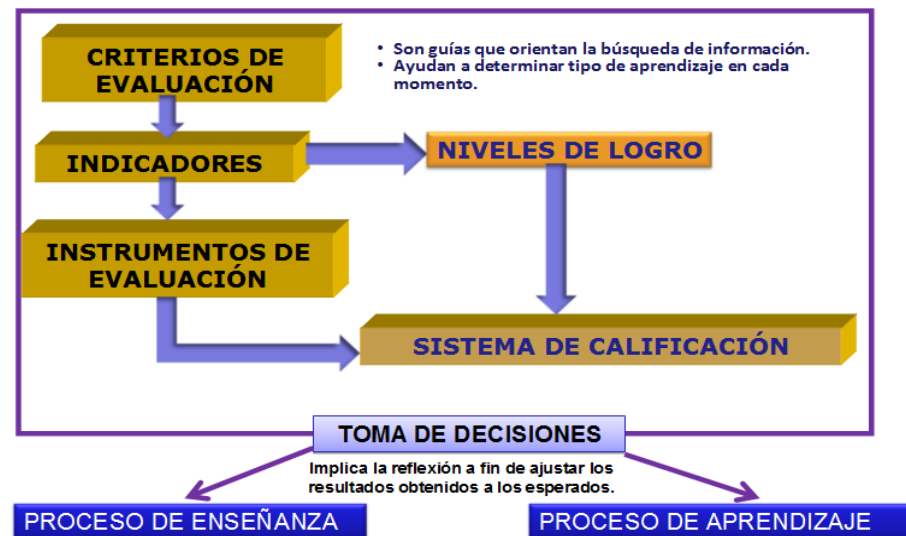 CRITERIOS DE
EVALUACIÓN
• Son guías que orientan la búsqueda de información.
• Ayudan a determinar tipo de aprendizaje en cada
momento.
INDICADORES
NIVELES DE LOGRO
INSTRUMENTOS DE
EVALUACIÓN
SISTEMA DE CALIFICACIÓN
TOMA DE DECISIONES
Implica la reflexión a fin de ajustar los
resultados obtenidos a los esperados.
PROCESO DE ENSEÑANZA
PROCESO DE APRENDIZAJE